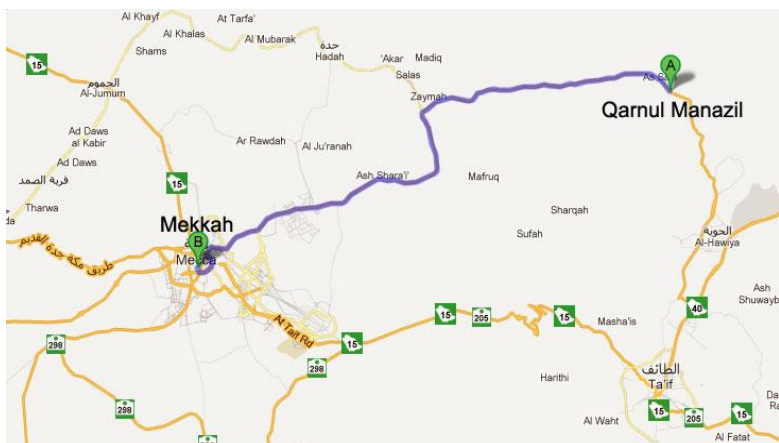 Al Khayf
At Tarfa'
Al Khalas
Al Mubarak
Shams
حدة
Hadah
'Akar
Madiq
Salas
15
الجموم
Al-Jumum
Zaymah
A
Qarnul Manazil
Ad Daws
al Kabir
Ad Daws
Ar Rawdah
Al Ju'ranah
قرية الصمد
15
Ash Shara'i'
Mafruq
Tharwa
Mekkah
B
Mecca
Sharqah
Sufah
الحوية
Al-Hawiya
طريق مكة جدة القديم
Ash
Shuwayb
Al Taif Rd
15
205
15
40
Masha'is
298
15
298
298
الطائف
Ta'if
Harithi
Al Waht
15
205
15
Al Fatat